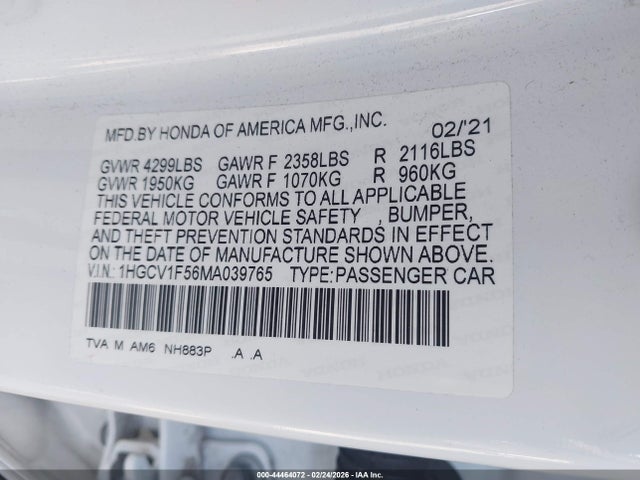 MFD.BY HONDA OF AMERICA MFG.,INC. 02/'21
GVWR 4299LBS GAWR F 2358LBS R 2116LBS
GVWR 1950KG GAWR F 1070KG R 960KG
THIS VEHICLE CONFORMS TO ALL APPLICABLE
FEDERAL MOTOR VEHICLE SAFETY , BUMPER,
AND THEFT PREVENTION STANDARDS IN EFFECT
ON THE DATE OF MANUFACTURE SHOWN ABOVE.
V.I.N.: 1HGCV1F56MA039765 TYPE:PASSENGER CAR
TVA M AM6 NH883P .A .A
000-44464072 - 02/24/2026 - IAA Inc.